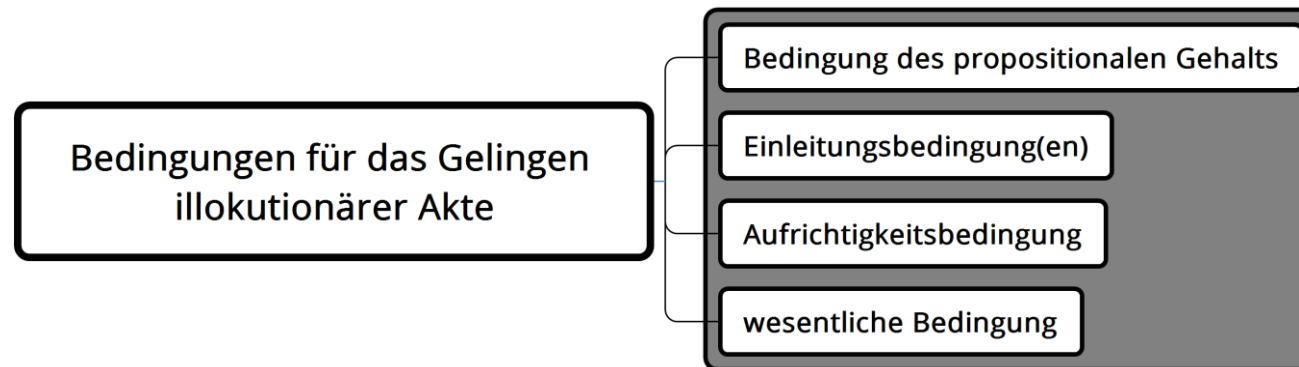 Bedingungen für das Gelingen
illokutionärer Akte
Bedingung des propositionalen Gehalts
Einleitungsbedingung(en)
Aufrichtigkeitsbedingung
wesentliche Bedingung